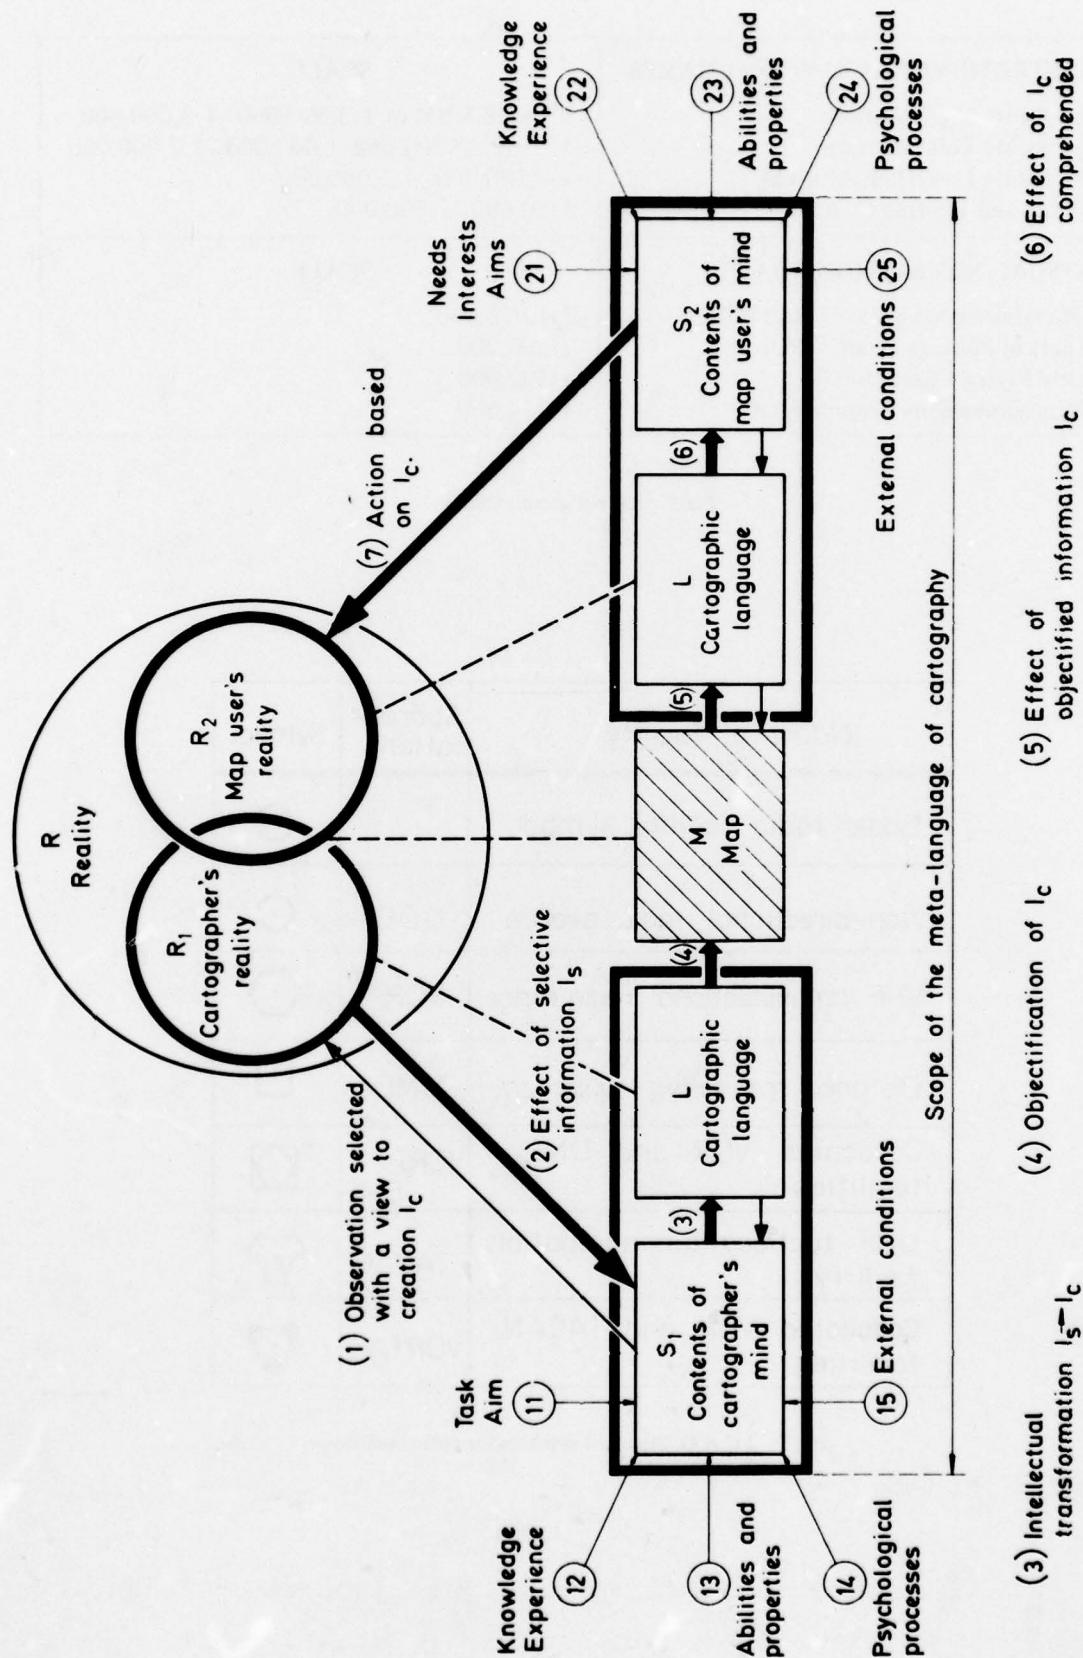 R
Reality
R1
Cartographer's
reality
R2
Map user's
reality
(1) Observation selected
with a view to
creation Ic
(2) Effect of selective
information Is
(7) Action based
on Ic.
Task
Aim
11
Knowledge
Experience
12
13
Abilities and
properties
14
Psychological
processes
15 External conditions
S1
Contents of
cartographer's
mind
(3)
L
Cartographic
language
(4)
M
Map
(5)
L
Cartographic
language
(6)
S2
Contents of
map user's mind
Needs
Interests
Aims
21
Knowledge
Experience
22
23
Abilities and
properties
24
Psychological
processes
External conditions 25
Scope of the meta-language of cartography
(3) Intellectual
transformation Is→Ic
(4) Objectification of Ic
(5) Effect of
objectified information Ic
(6) Effect of Ic
comprehended